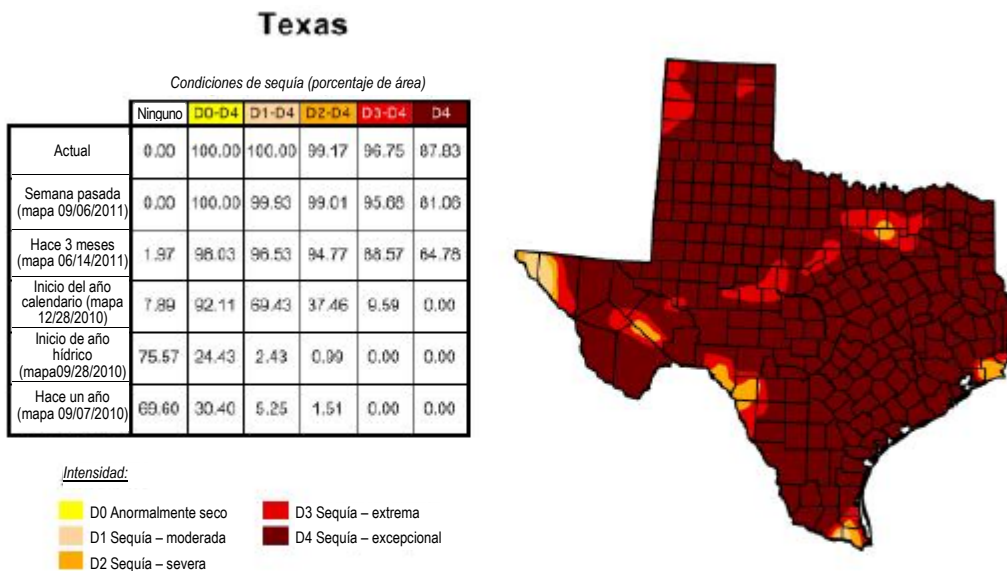 Texas
Condiciones de sequía (porcentaje de área)
Ninguno D0-D4 D1-D4 D2-D4 D3-D4 D4
Actual 0.00 100.00 100.00 99.17 96.75 87.83
Semana pasada
(mapa 09/06/2011) 0.00 100.00 99.93 99.01 95.68
Hace 3 meses
(mapa 06/14/2011) 1.97 98.03 96.53 94.77 88.57 64.78
Inicio del año
calendario (mapa
12/28/2010) 7.89 92.11 69.43 37.46 9.59 0.00
Inicio de año
hídrico
(mapa09/28/2010) 75.57 24.43 2.43 0.99 0.00 0.00
Hace un año
(mapa 09/07/2010) 69.60 30.40 5.25 1.51 0.00 0.00
Intensidad:
D0 Anormalmente seco
D1 Sequía – moderada
D2 Sequía – severa
D3 Sequía – extrema
D4 Sequía – excepcional